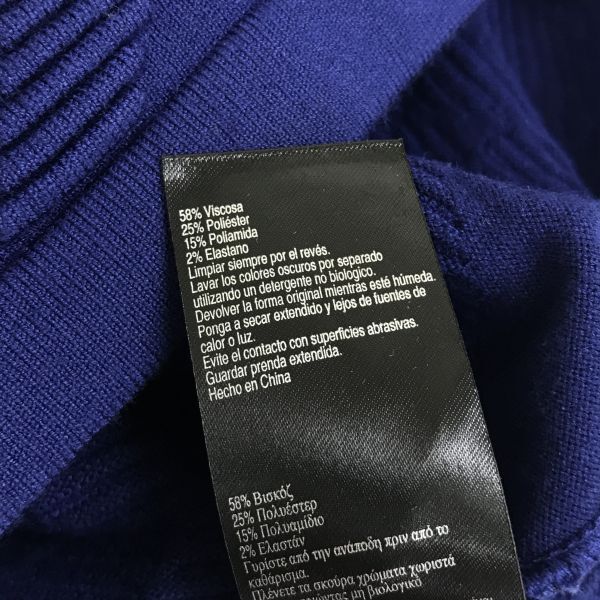 58% Viscosa
25% Poliéster
15% Poliamida
2% Elastano
Limpiar siempre por el revés.
Lavar los colores oscuros por separado
utilizando un detergente no biologico.
Devolver la forma original mientras esté húmeda.
Ponga a secar extendido y lejos de fuentes de
calor o luz.
Evite el contacto con superficies abrasivas.
Guardar prenda extendida.
Hecho en China
58% Βισκόζ
25% Πολυέστερ
15% Πολυαμίδιο
2% Ελαστάν
Γυρίστε από την ανάποδη πριν από το
καθάρισμα.
Πλένετε τα σκούρα χρώματα χωριστά
μη βιολογικό